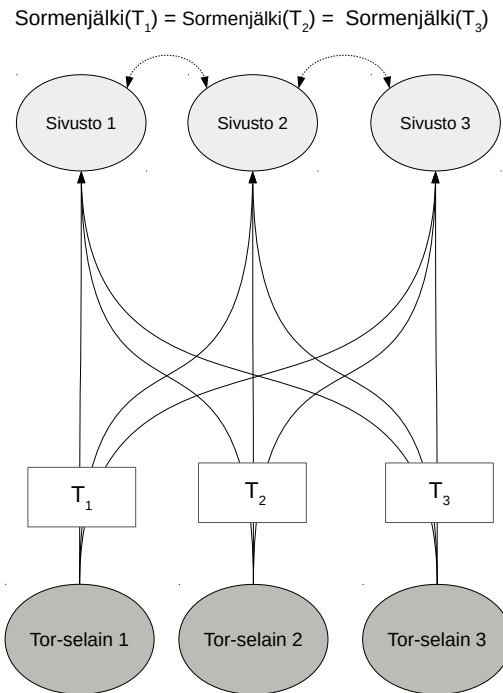 Sormenjälki(T₁) = Sormenjälki(T₂) = Sormenjälki(T₃)
Sivusto 1 Sivusto 2 Sivusto 3
T₁ T₂ T₃
Tor-selain 1 Tor-selain 2 Tor-selain 3